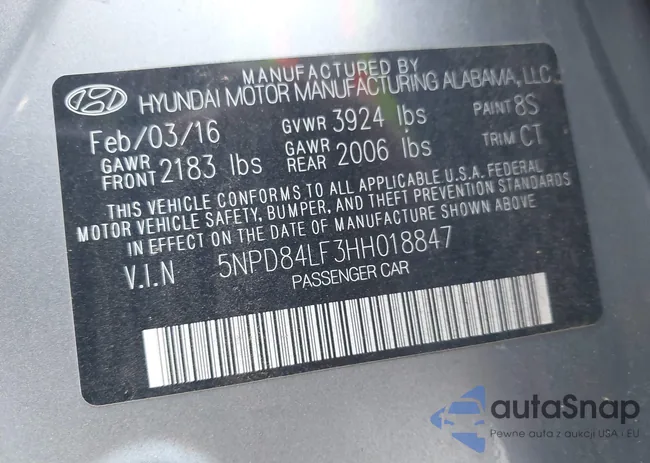 MANUFACTURED BY
HYUNDAI MOTOR MANUFACTURING ALABAMA, LLC.
Feb/03/16 GVWR 3924 lbs PAINT 8S
GAWR FRONT 2183 lbs GAWR REAR 2006 lbs TRIM CT
THIS VEHICLE CONFORMS TO ALL APPLICABLE U.S.A. FEDERAL
MOTOR VEHICLE SAFETY, BUMPER, AND THEFT PREVENTION STANDARDS
IN EFFECT ON THE DATE OF MANUFACTURE SHOWN ABOVE
V.I.N 5NPD84LF3HH018847
PASSENGER CAR
autaSnap
Pewne auta z aukcji USA i EU